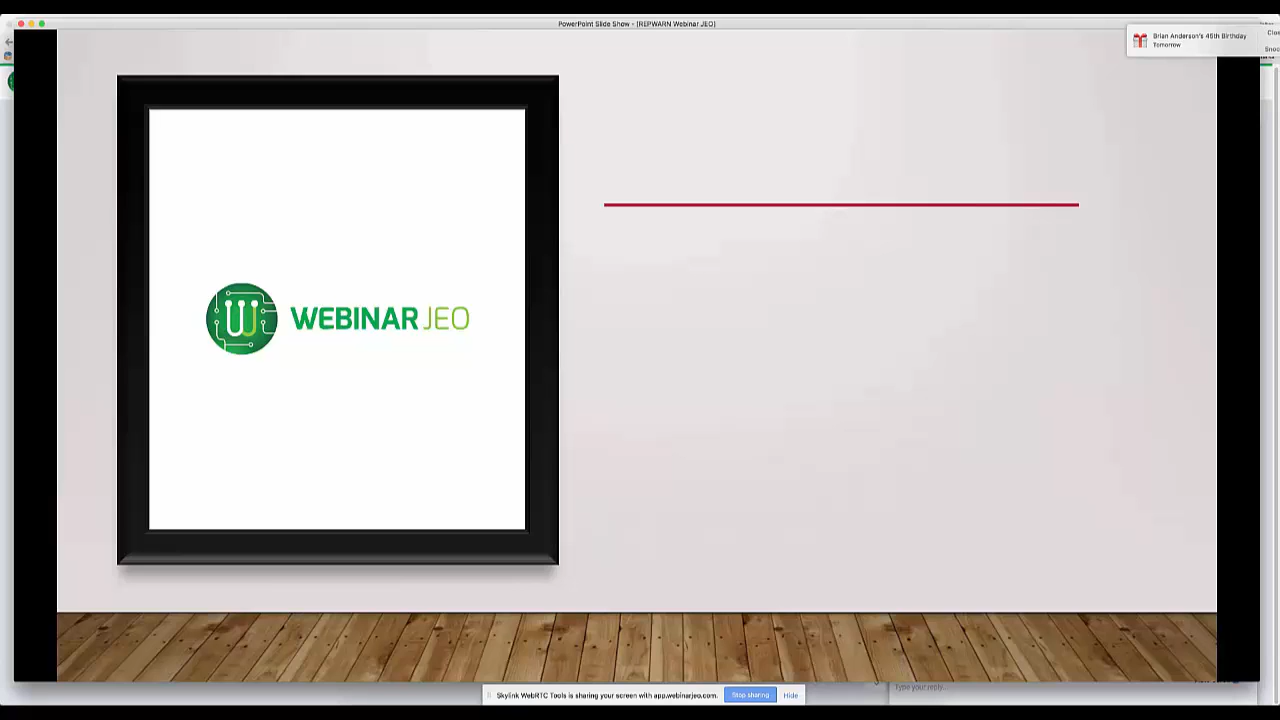 PowerPoint Slide Show - [REPWARN Webinar JEO]
Brian Anderson's 45th Birthday
Tomorrow
WEBINAR JEO
Skylink WebRTC Tools is sharing your screen with app.webinarjeo.com.
Stop sharing
Hide
Type your reply...